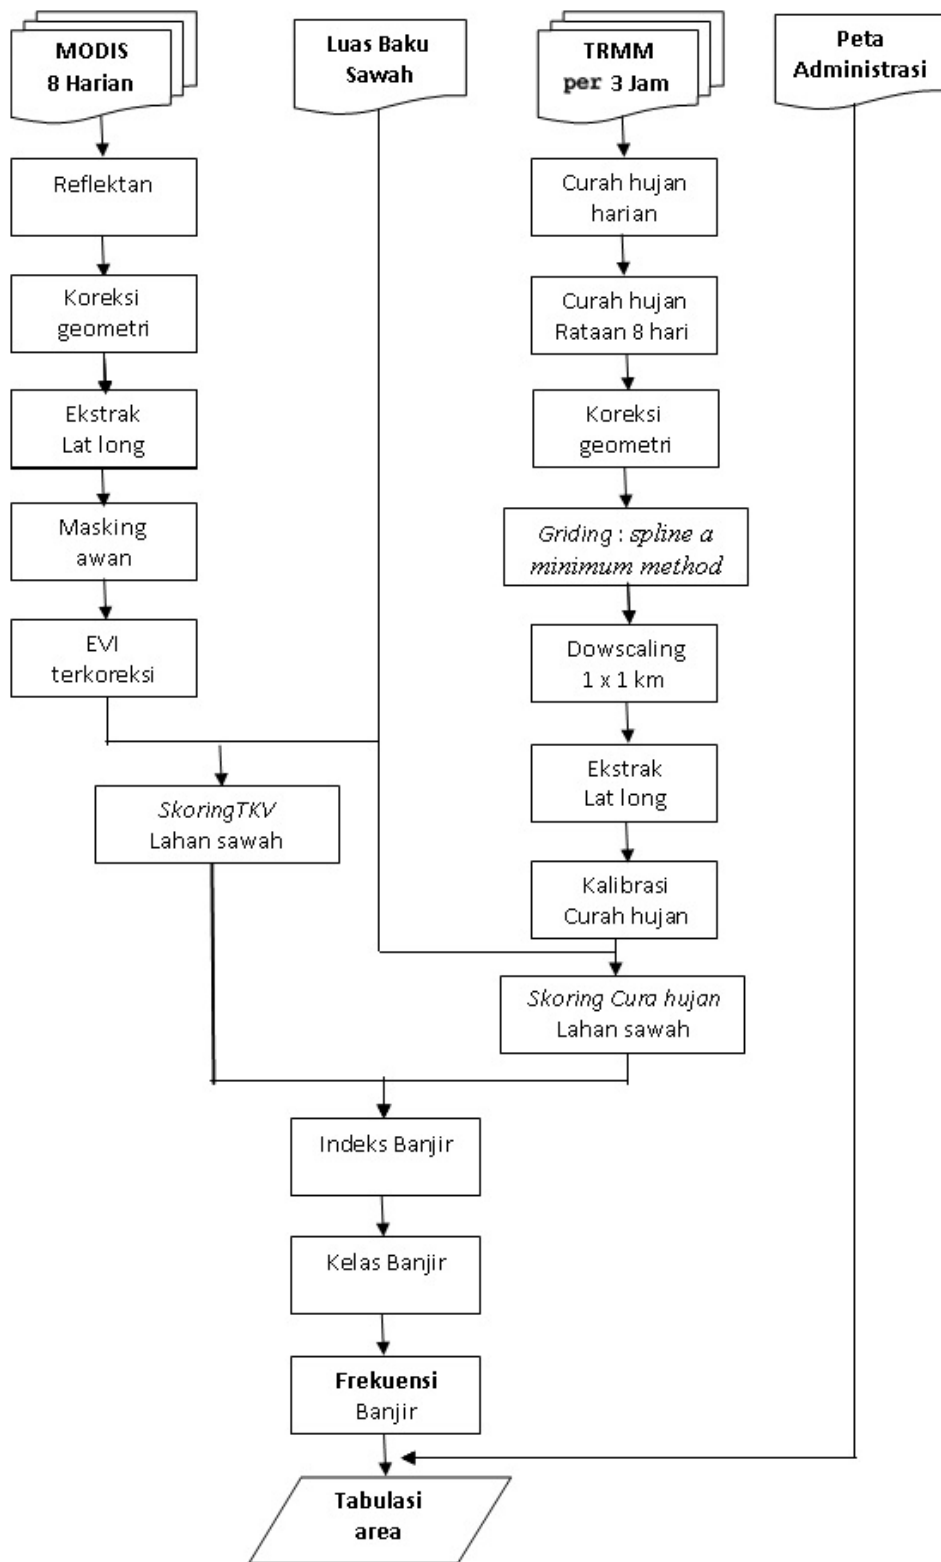 MODIS
8 Harian
Luas Baku
Sawah
TRMM
per 3 Jam
Peta
Administrasi
Reflektan
Koreksi
geometri
Ekstrak
Lat long
Masking
awan
EVI
terkoreksi
SkoringTKV
Lahan sawah
Curah hujan
harian
Curah hujan
Rataan 8 hari
Koreksi
geometri
Griding : spline a
minimum method
Dowscaling
1 x 1 km
Ekstrak
Lat long
Kalibrasi
Curah hujan
Skoring Cura hujan
Lahan sawah
Indeks Banjir
Kelas Banjir
Frekuensi
Banjir
Tabulasi
area